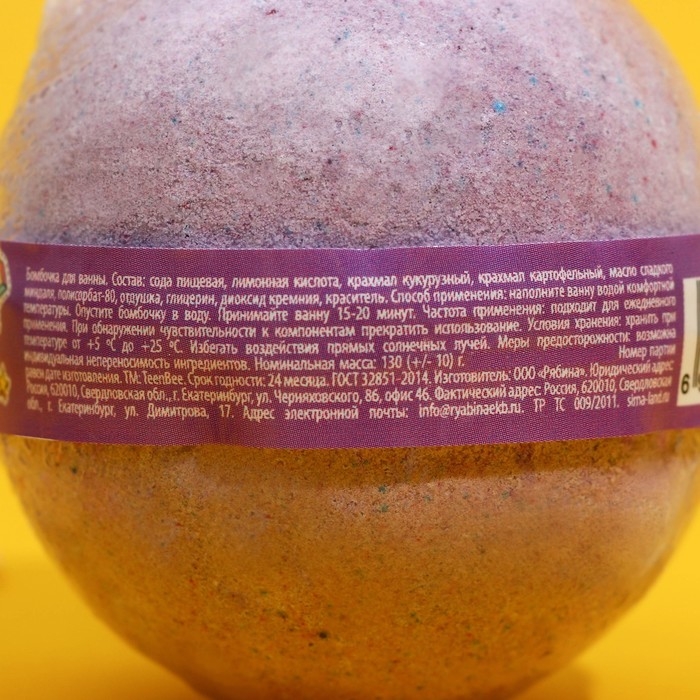 Бомбочка для ванны. Состав: сода пищевая, лимонная кислота, крахмал кукурузный, крахмал картофельный, масло сладкого
миндаля, полисорбат-80, отдушка, глицерин, диоксид кремния, краситель. Способ применения: наполните ванну водой комфортной
температуры. Опустите бомбочку в воду. Принимайте ванну 15-20 минут. Частота применения: подходит для ежедневного
применения. При обнаружении чувствительности к компонентам прекратить использование. Условия хранения: хранить при
температуре от +5 °С до +25 °С. Избегать воздействия прямых солнечных лучей. Меры предосторожности: возможна
индивидуальная непереносимость ингредиентов. Номинальная масса: 130 (+/- 10) г. Номер партии
равен дате изготовления. ТМ: TeenBee. Срок годности: 24 месяца. ГОСТ 32851-2014. Изготовитель: ООО «Рябина». Юридический адрес:
Россия, 620010, Свердловская обл., г. Екатеринбург, ул. Черняховского, 86, офис 46. Фактический адрес: Россия, 620010, Свердловская
обл., г. Екатеринбург, ул. Димитрова, 17. Адрес электронной почты: info@ryabinaekb.ru. ТР ТС 009/2011. sima-land.ru
6